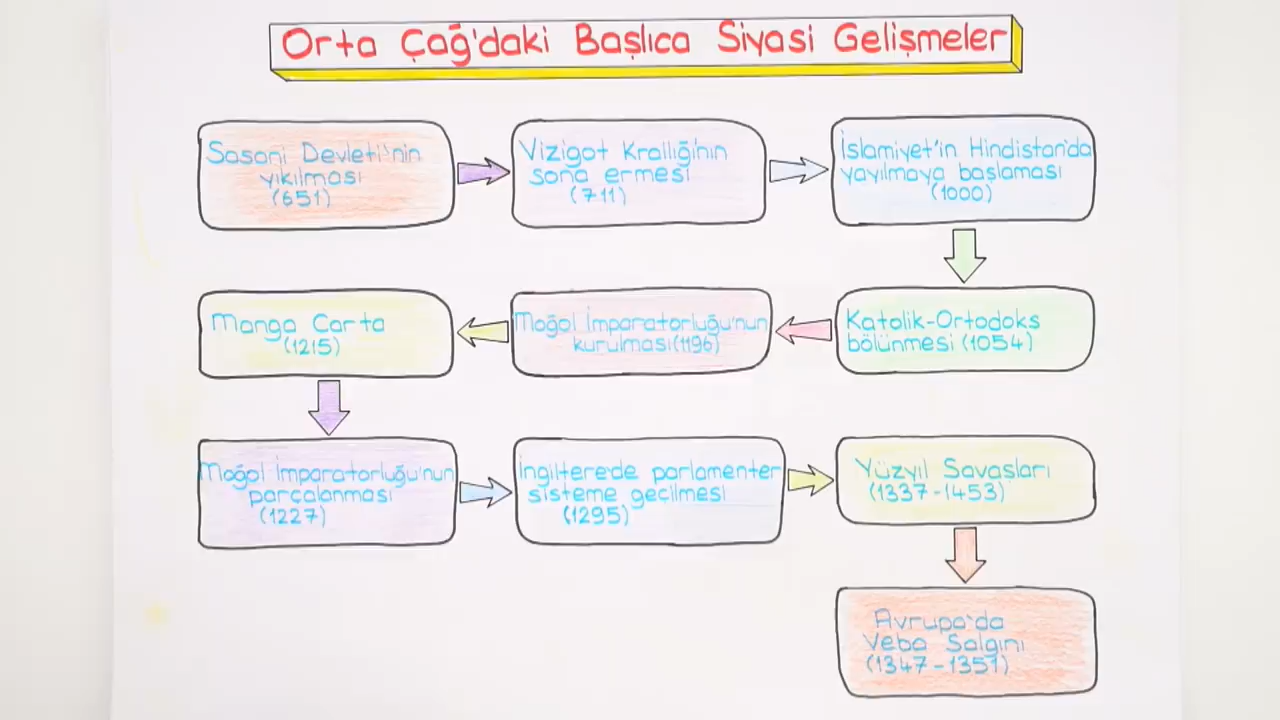 Orta Çağ'daki Başlıca Siyasi Gelişmeler
Sasani Devleti'nin
yıkılması
(651)
Vizigot Krallığı'nın
sona ermesi
(711)
İslamiyet'in Hindistan'da
yayılmaya başlaması
(1000)
Katolik-Ortodoks
bölünmesi (1054)
Moğol İmparatorluğu'nun
kurulması(1196)
Manga Carta
(1215)
Moğol İmparatorluğu'nun
parçalanması
(1227)
İngiltere'de parlamenter
sisteme geçilmesi
(1295)
Yüzyıl Savaşları
(1337-1453)
Avrupa'da
Veba Salgını
(1347-1351)